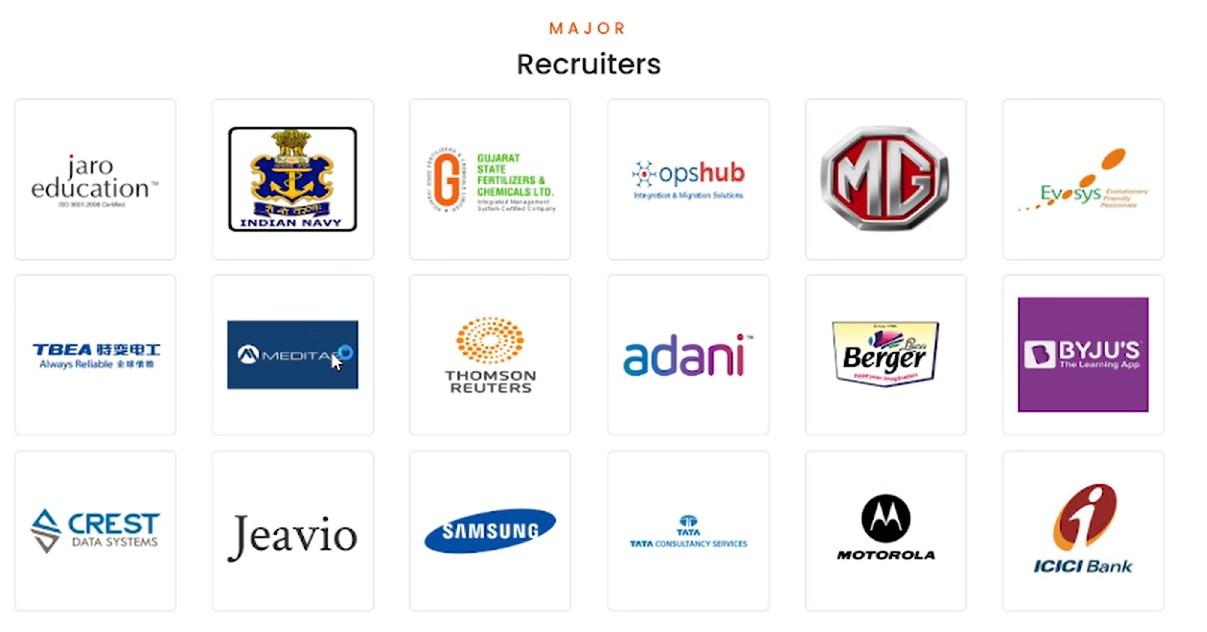 MAJOR
Recruiters
jaro
education™
ISO 9001:2008 Certified
INDIAN NAVY
G
GUJARAT
STATE
FERTILIZERS &
CHEMICALS LTD.
Integrated Management
System Certified Company
opshub
Integration & Migration Solutions
MG
Evosys
Evolutionary
Friendly
Passionate
TBEA 特变电工
Always Reliable 全球信赖
THOMSON
REUTERS
adani™
Berger
Paint your imagination
BYJU'S
The Learning App
CREST
DATA SYSTEMS
Jeavio
SAMSUNG
TATA
TATA CONSULTANCY SERVICES
MOTOROLA
ICICI Bank